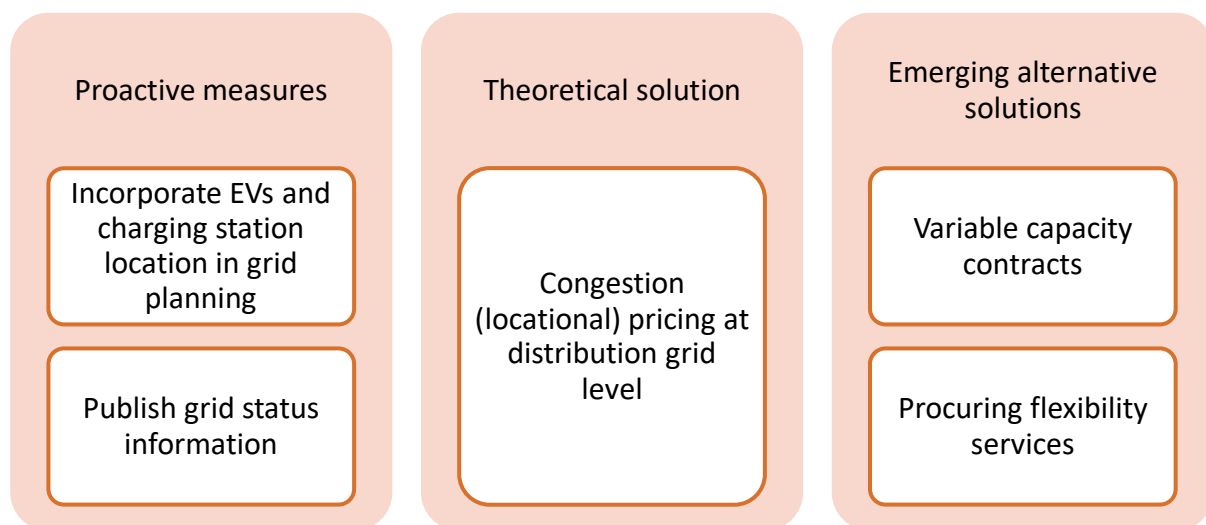 Proactive measures
Incorporate EVs and
charging station
location in grid
planning
Publish grid status
information
Theoretical solution
Congestion
(locational) pricing at
distribution grid
level
Emerging alternative
solutions
Variable capacity
contracts
Procuring flexibility
services